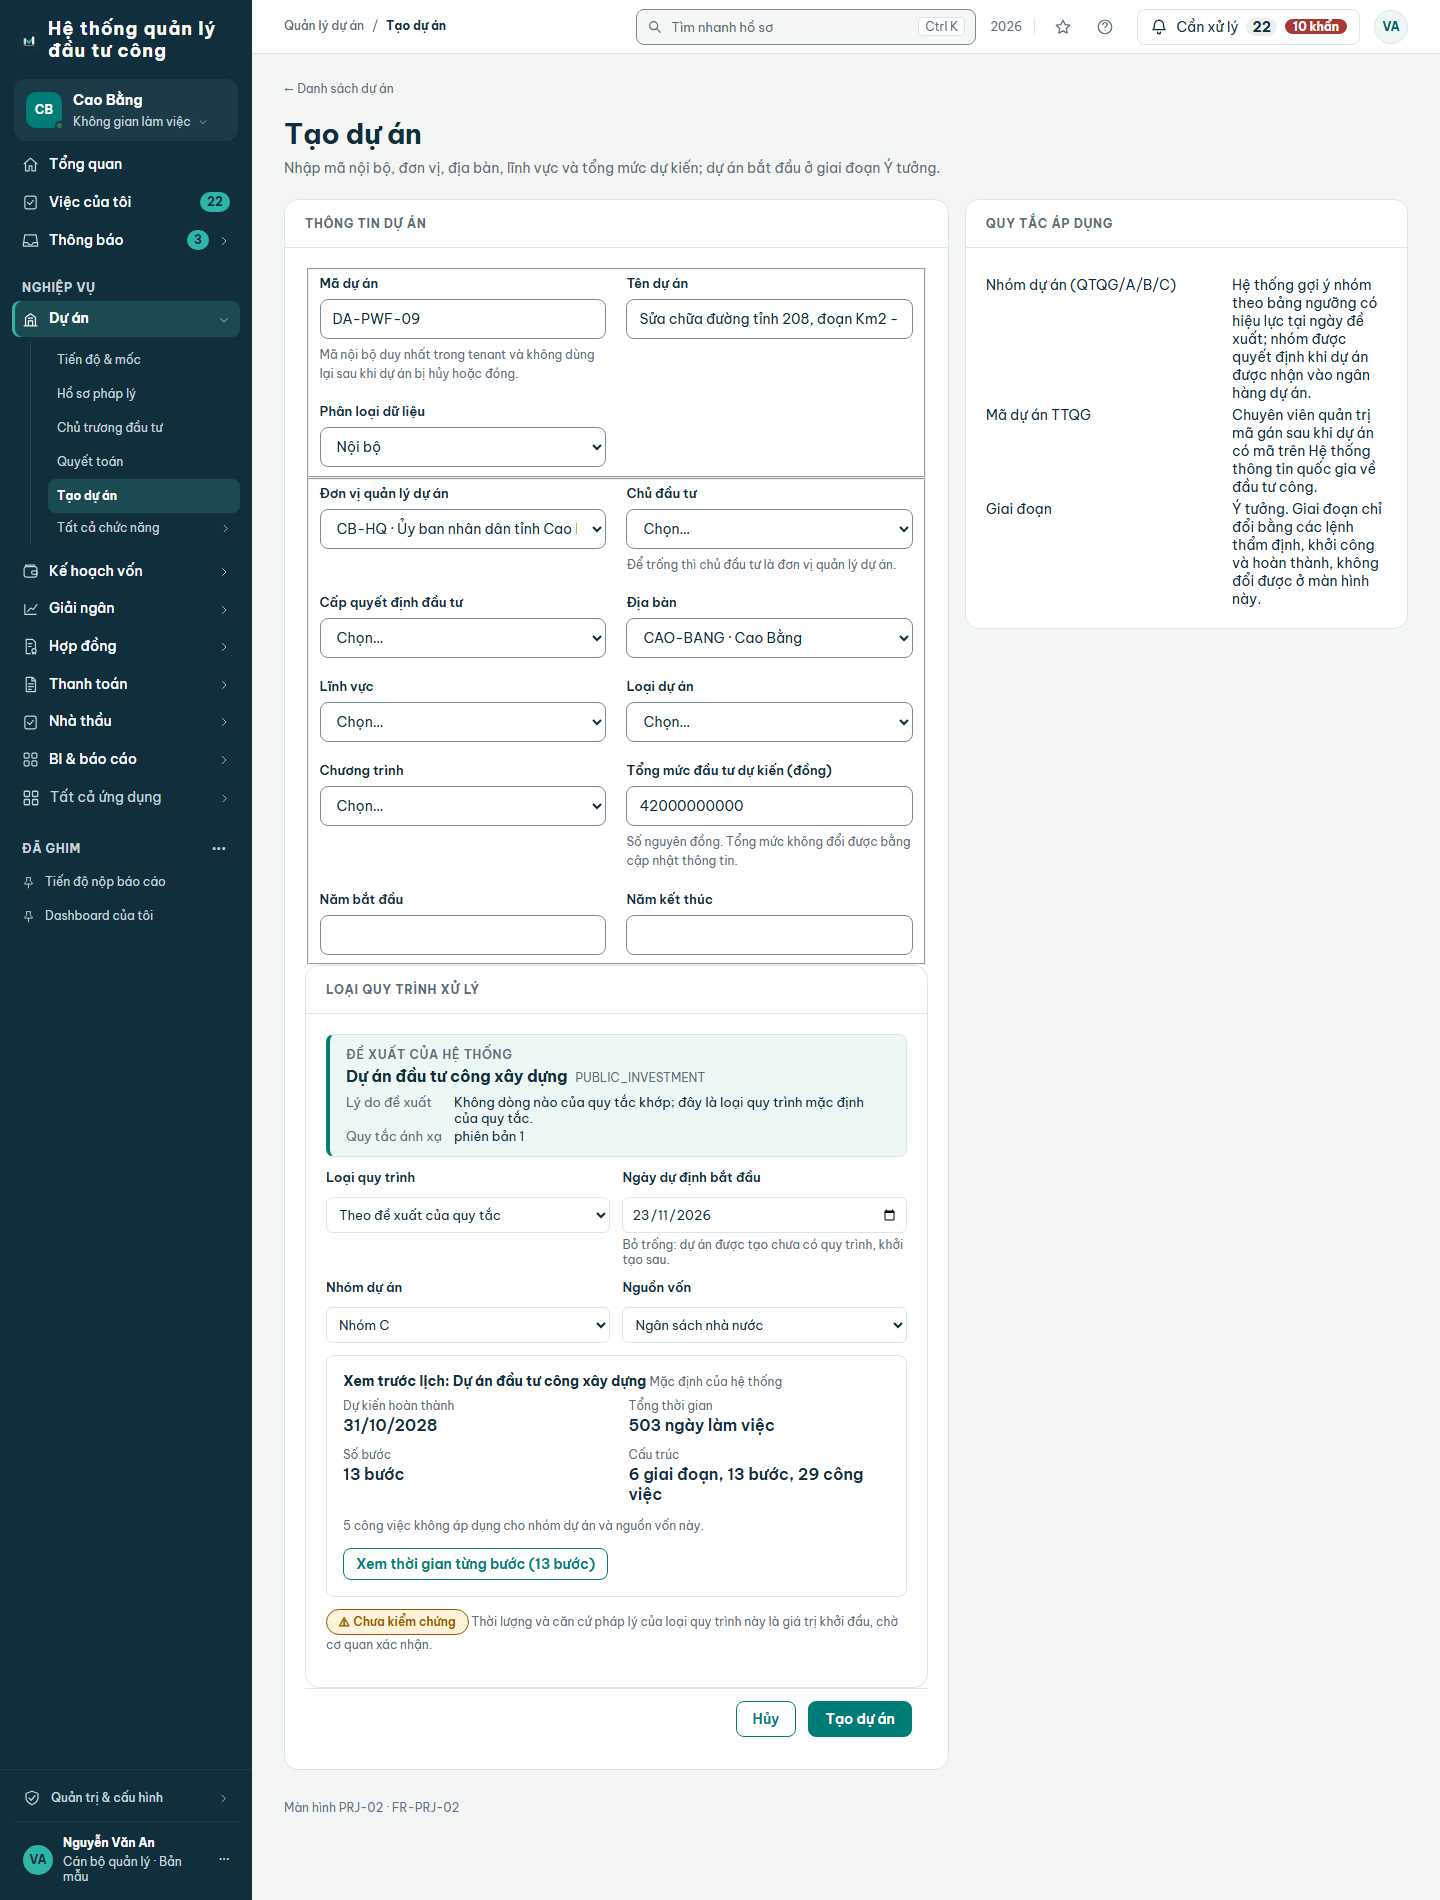 Hệ thống quản lý
đầu tư công
CB
Cao Bằng
Không gian làm việc
Tổng quan
Việc của tôi
22
Thông báo
3
NGHIỆP VỤ
Dự án
Tiến độ & mốc
Hồ sơ pháp lý
Chủ trương đầu tư
Quyết toán
Tạo dự án
Tất cả chức năng
Kế hoạch vốn
Giải ngân
Hợp đồng
Thanh toán
Nhà thầu
BI & báo cáo
Tất cả ứng dụng
ĐÃ GHIM
Tiến độ nộp báo cáo
Dashboard của tôi
Quản trị & cấu hình
VA
Nguyễn Văn An
Cán bộ quản lý · Bản
mẫu
Quản lý dự án / Tạo dự án
Tìm nhanh hồ sơ
Ctrl K
2026
Cần xử lý 22 10 khẩn
VA
← Danh sách dự án
Tạo dự án
Nhập mã nội bộ, đơn vị, địa bàn, lĩnh vực và tổng mức dự kiến; dự án bắt đầu ở giai đoạn Ý tưởng.
THÔNG TIN DỰ ÁN
Mã dự án
DA-PWF-09
Mã nội bộ duy nhất trong tenant và không dùng
lại sau khi dự án bị hủy hoặc đóng.
Tên dự án
Sửa chữa đường tỉnh 208, đoạn Km2 -
Phân loại dữ liệu
Nội bộ
Đơn vị quản lý dự án
CB-HQ · Ủy ban nhân dân tỉnh Cao
Chủ đầu tư
Chọn...
Để trống thì chủ đầu tư là đơn vị quản lý dự án.
Cấp quyết định đầu tư
Chọn...
Địa bàn
CAO-BANG · Cao Bằng
Lĩnh vực
Chọn...
Loại dự án
Chọn...
Chương trình
Chọn...
Tổng mức đầu tư dự kiến (đồng)
42000000000
Số nguyên đồng. Tổng mức không đổi được bằng
cập nhật thông tin.
Năm bắt đầu
Năm kết thúc
LOẠI QUY TRÌNH XỬ LÝ
ĐỀ XUẤT CỦA HỆ THỐNG
Dự án đầu tư công xây dựng PUBLIC_INVESTMENT
Lý do đề xuất
Không dòng nào của quy tắc khớp; đây là loại quy trình mặc định
của quy tắc.
Quy tắc ánh xạ
phiên bản 1
Loại quy trình
Theo đề xuất của quy tắc
Ngày dự định bắt đầu
23/11/2026
Bỏ trống: dự án được tạo chưa có quy trình, khởi
tạo sau.
Nhóm dự án
Nhóm C
Nguồn vốn
Ngân sách nhà nước
Xem trước lịch: Dự án đầu tư công xây dựng Mặc định của hệ thống
Dự kiến hoàn thành
31/10/2028
Tổng thời gian
503 ngày làm việc
Số bước
13 bước
Cấu trúc
6 giai đoạn, 13 bước, 29 công
việc
5 công việc không áp dụng cho nhóm dự án và nguồn vốn này.
Xem thời gian từng bước (13 bước)
⚠ Chưa kiểm chứng Thời lượng và căn cứ pháp lý của loại quy trình này là giá trị khởi đầu, chờ
cơ quan xác nhận.
Hủy
Tạo dự án
Màn hình PRJ-02 · FR-PRJ-02
QUY TẮC ÁP DỤNG
Nhóm dự án (QTQG/A/B/C)
Hệ thống gợi ý nhóm
theo bảng ngưỡng có
hiệu lực tại ngày đề
xuất; nhóm được
quyết định khi dự án
được nhận vào ngân
hàng dự án.
Mã dự án TTQG
Chuyên viên quản trị
mã gán sau khi dự án
có mã trên Hệ thống
thông tin quốc gia về
đầu tư công.
Giai đoạn
Ý tưởng. Giai đoạn chỉ
đổi bằng các lệnh
thẩm định, khởi công
và hoàn thành, không
đổi được ở màn hình
này.